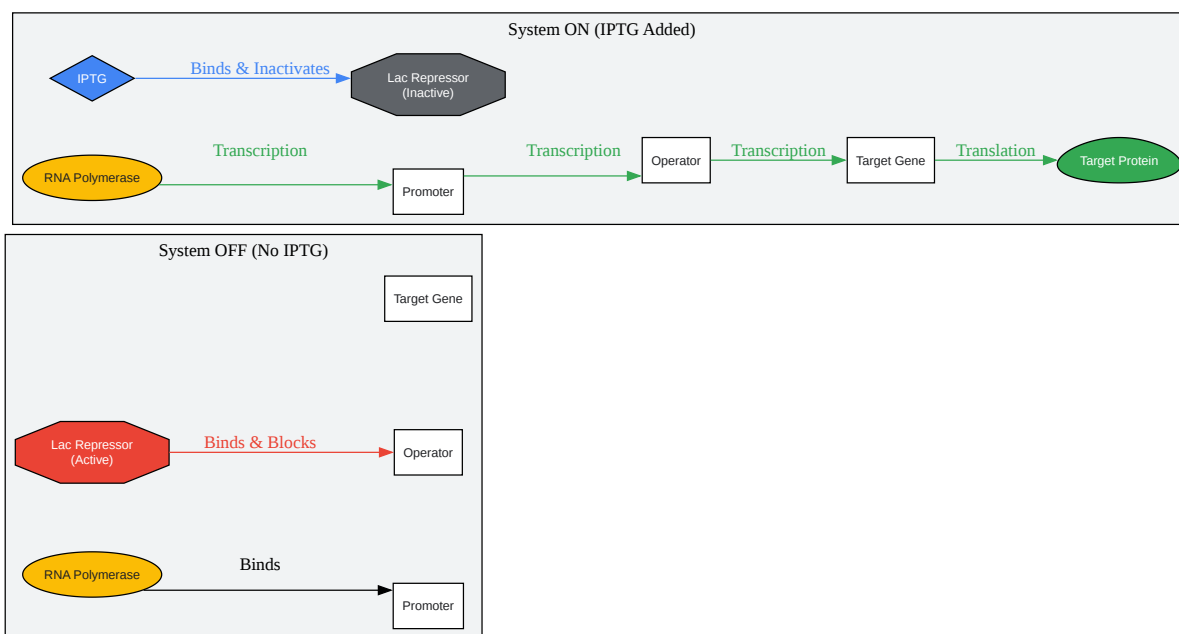 System ON (IPTG Added)
IPTG
Binds & Inactivates
Lac Repressor
(Inactive)
RNA Polymerase
Transcription
Promoter
Transcription
Operator
Transcription
Target Gene
Translation
Target Protein
System OFF (No IPTG)
Target Gene
Lac Repressor
(Active)
Binds & Blocks
Operator
RNA Polymerase
Binds
Promoter